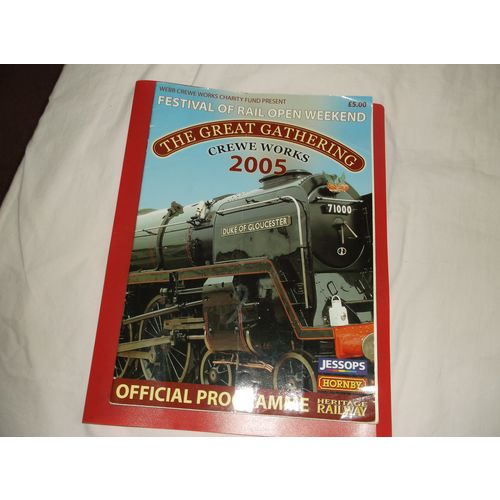 WEBB CREWE WORKS CHARITY FUND PRESENT
£5.00
FESTIVAL OF RAIL OPEN WEEKEND
THE GREAT GATHERING
CREWE WORKS
2005
71000
DUKE OF GLOUCESTER
JESSOPS
HORNBY
OFFICIAL PROGRAMME
HERITAGE
RAILWAY